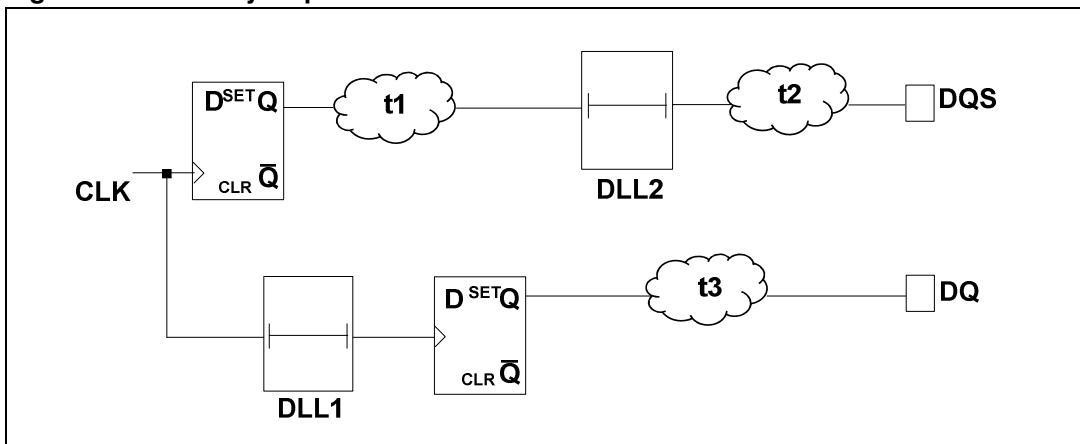 D SET Q
CLR Q̅
CLK
t1
DLL2
t2
DQS
DLL1
D SET Q
CLR Q̅
t3
DQ